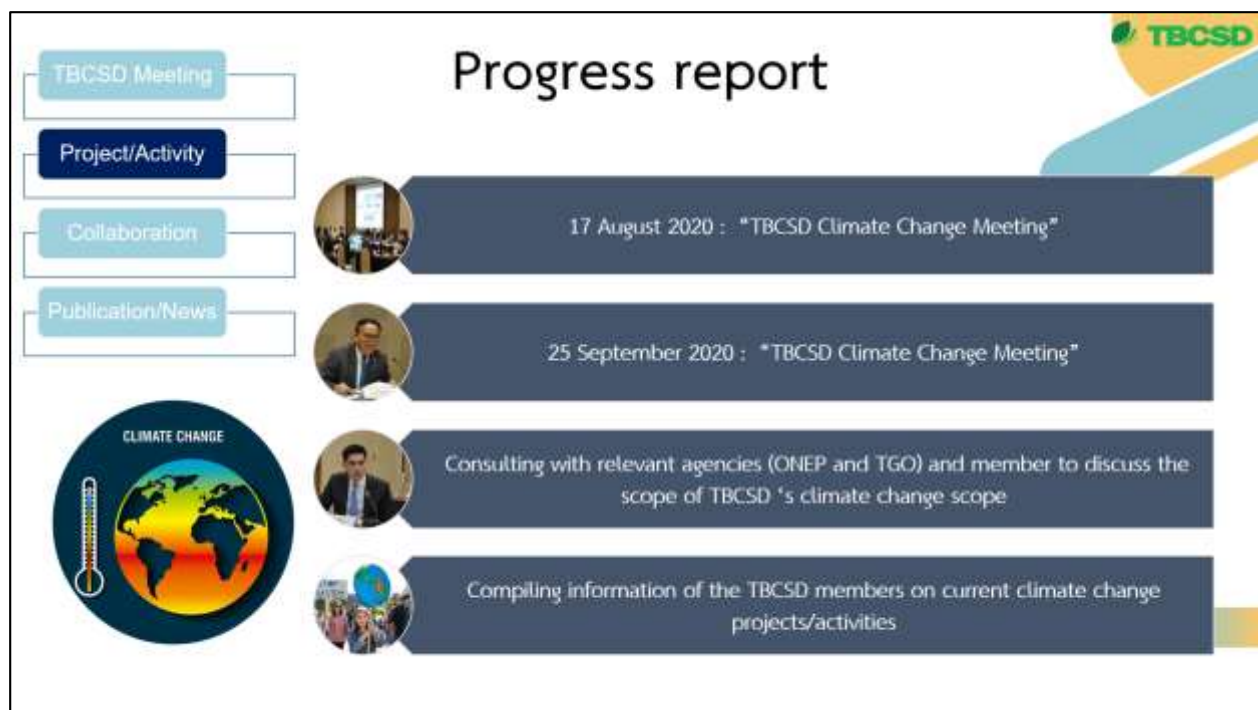 TBCSD
Progress report
TBCSD Meeting
Project/Activity
Collaboration
Publication/News
CLIMATE CHANGE
17 August 2020 : “TBCSD Climate Change Meeting”
25 September 2020 : “TBCSD Climate Change Meeting”
Consulting with relevant agencies (ONEP and TGO) and member to discuss the
scope of TBCSD ‘s climate change scope
Compiling information of the TBCSD members on current climate change
projects/activities